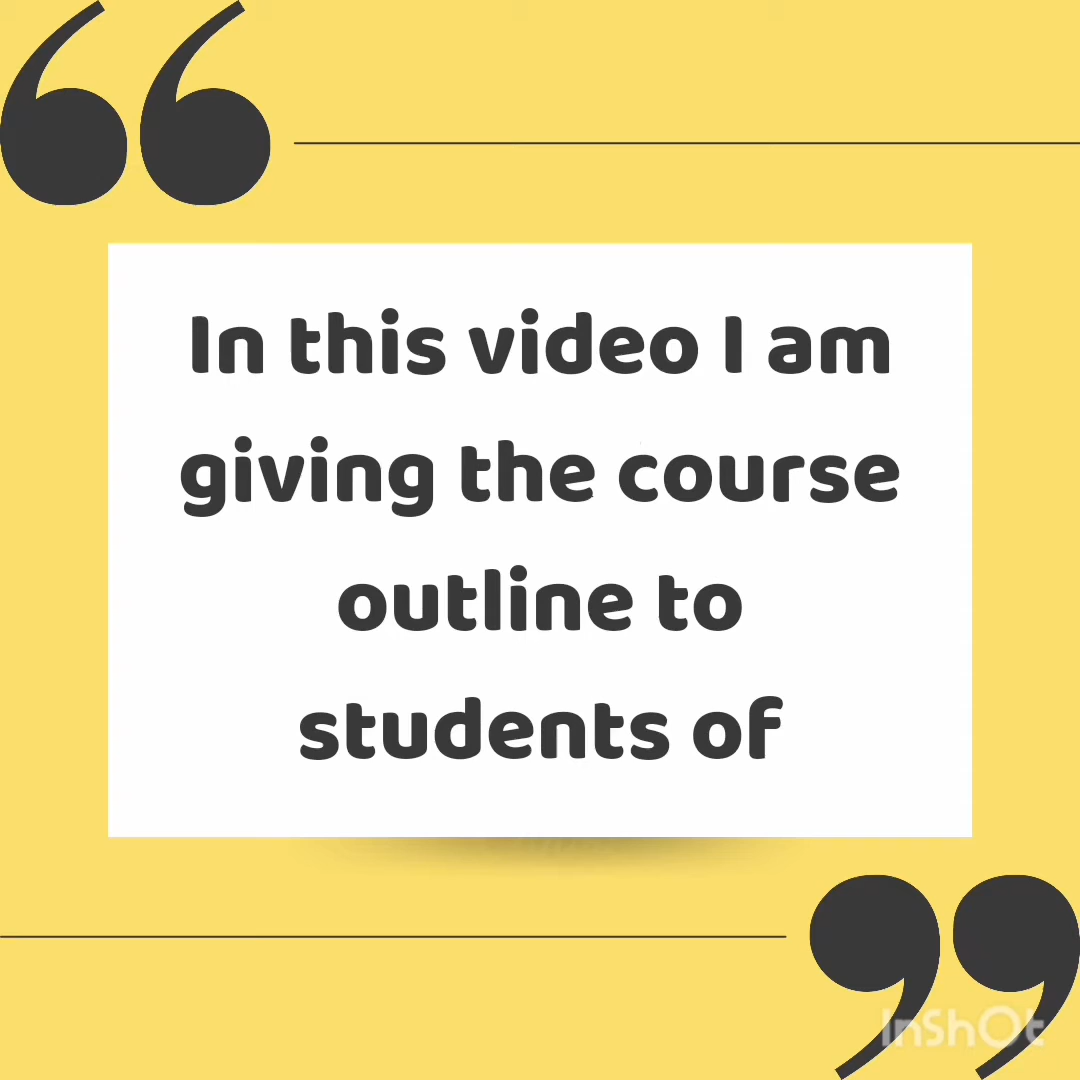 In this video I am
giving the course
outline to
students of
InShOt